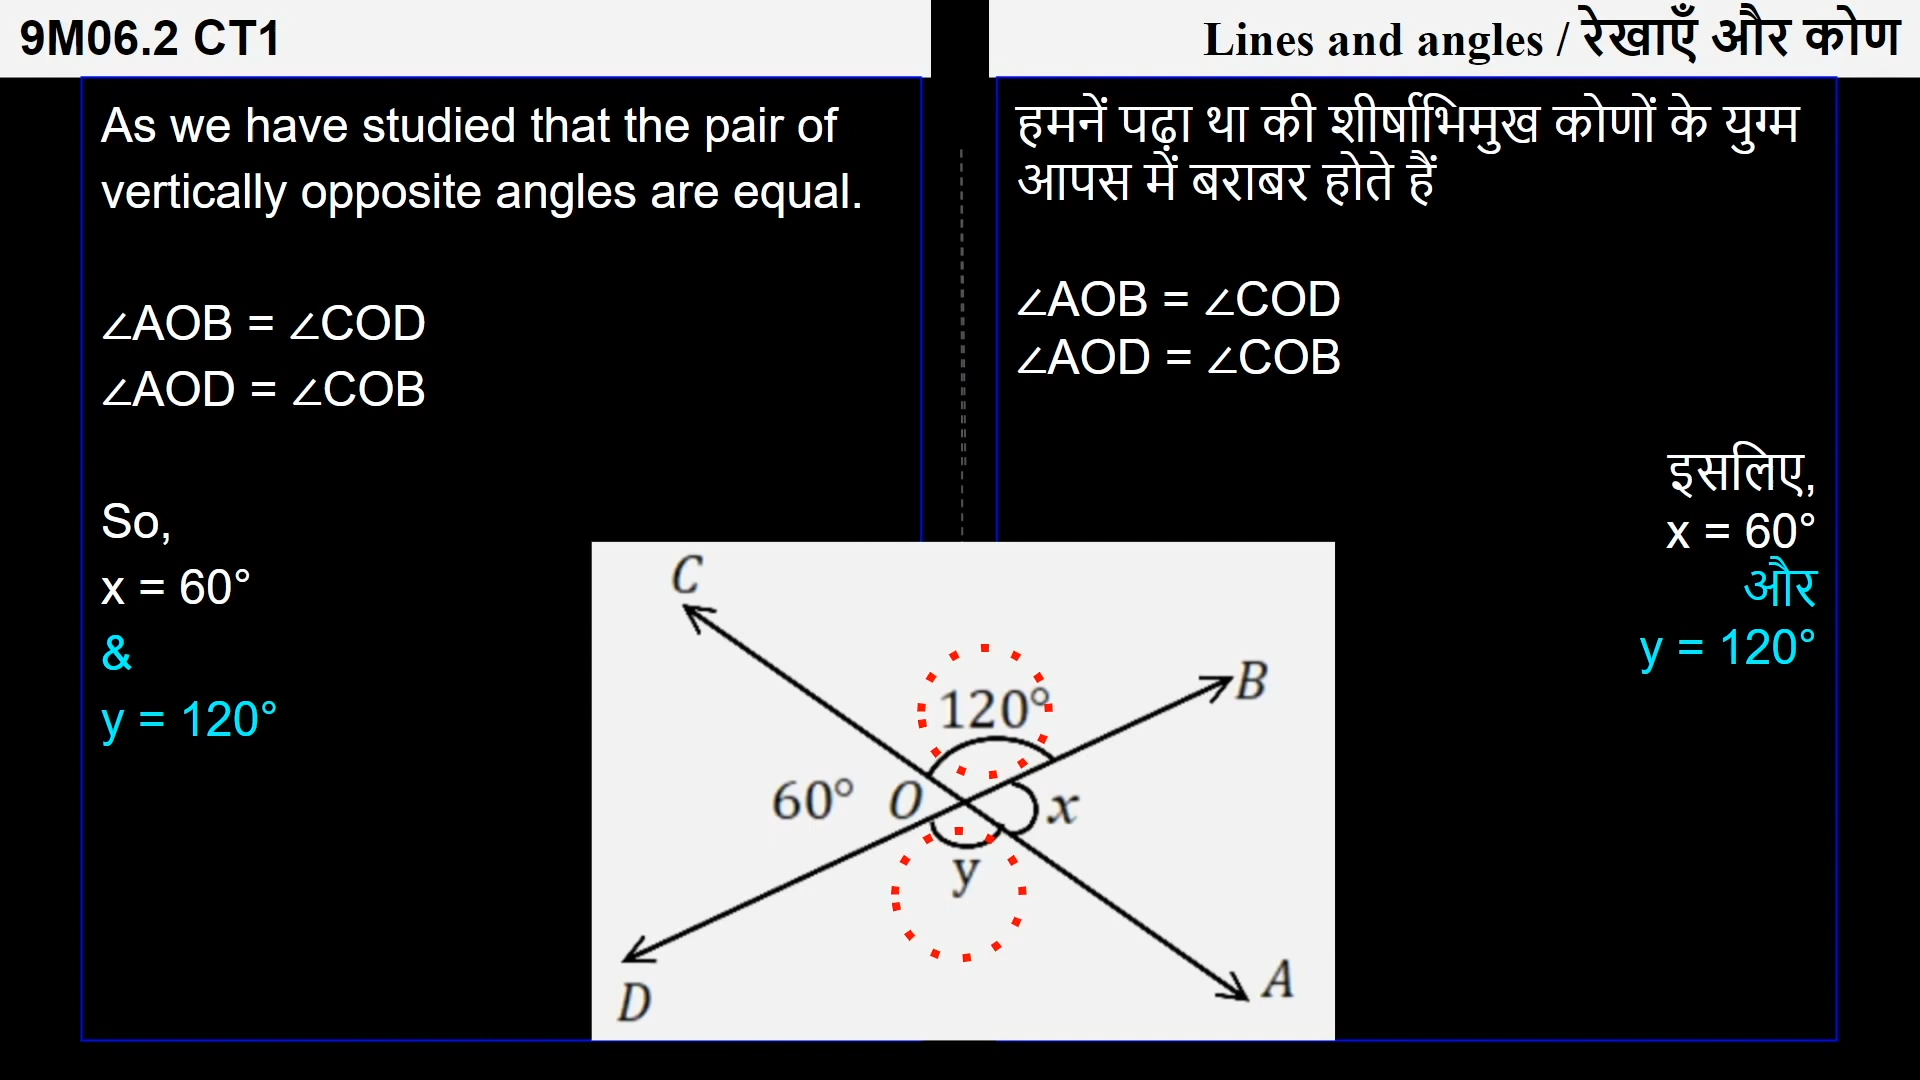 9M06.2 CT1
Lines and angles / रेखाएँ और कोण
As we have studied that the pair of
vertically opposite angles are equal.
∠AOB = ∠COD
∠AOD = ∠COB
So,
x = 60°
&
y = 120°
हमनें पढ़ा था की शीर्षाभिमुख कोणों के युग्म
आपस में बराबर होते हैं
∠AOB = ∠COD
∠AOD = ∠COB
इसलिए,
x = 60°
और
y = 120°
C
B
120°
60°
O
x
y
A
D